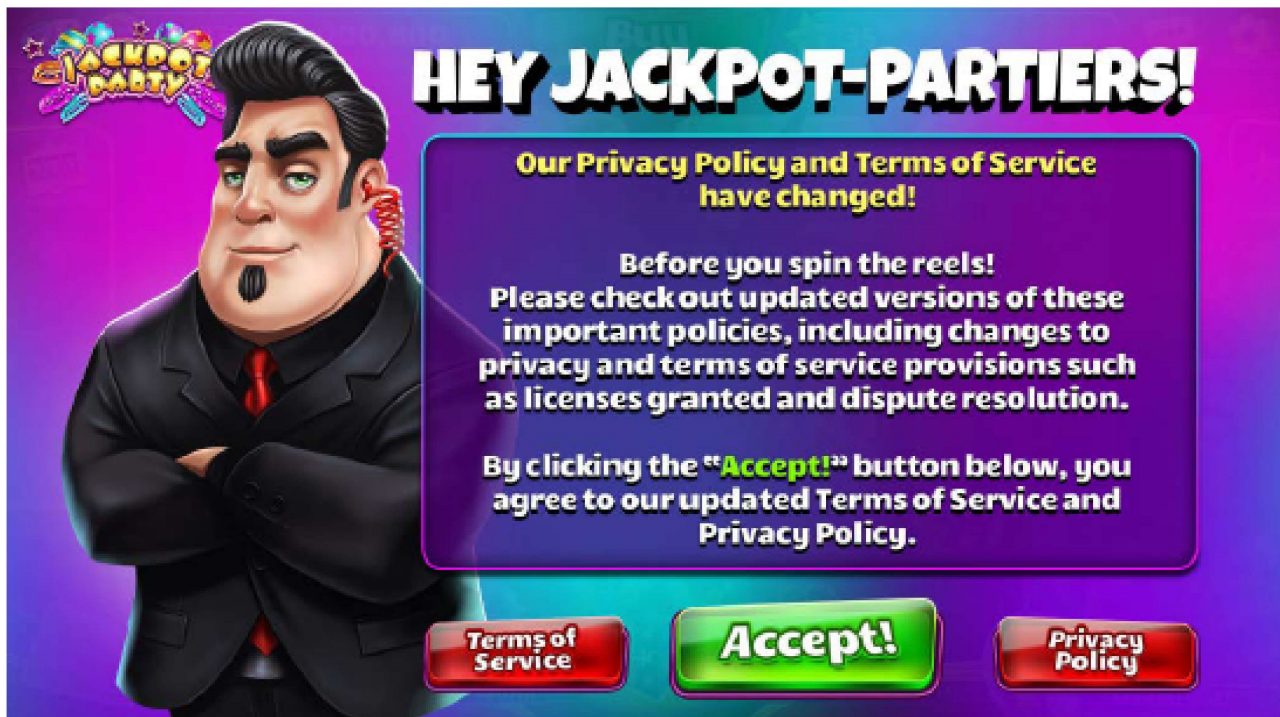 JACKPOT
PARTY
HEY JACKPOT-PARTIERS!
Our Privacy Policy and Terms of Service
have changed!
Before you spin the reels!
Please check out updated versions of these
important policies, including changes to
privacy and terms of service provisions such
as licenses granted and dispute resolution.
By clicking the "Accept!" button below, you
agree to our updated Terms of Service and
Privacy Policy.
Terms of
Service
Accept!
Privacy
Policy